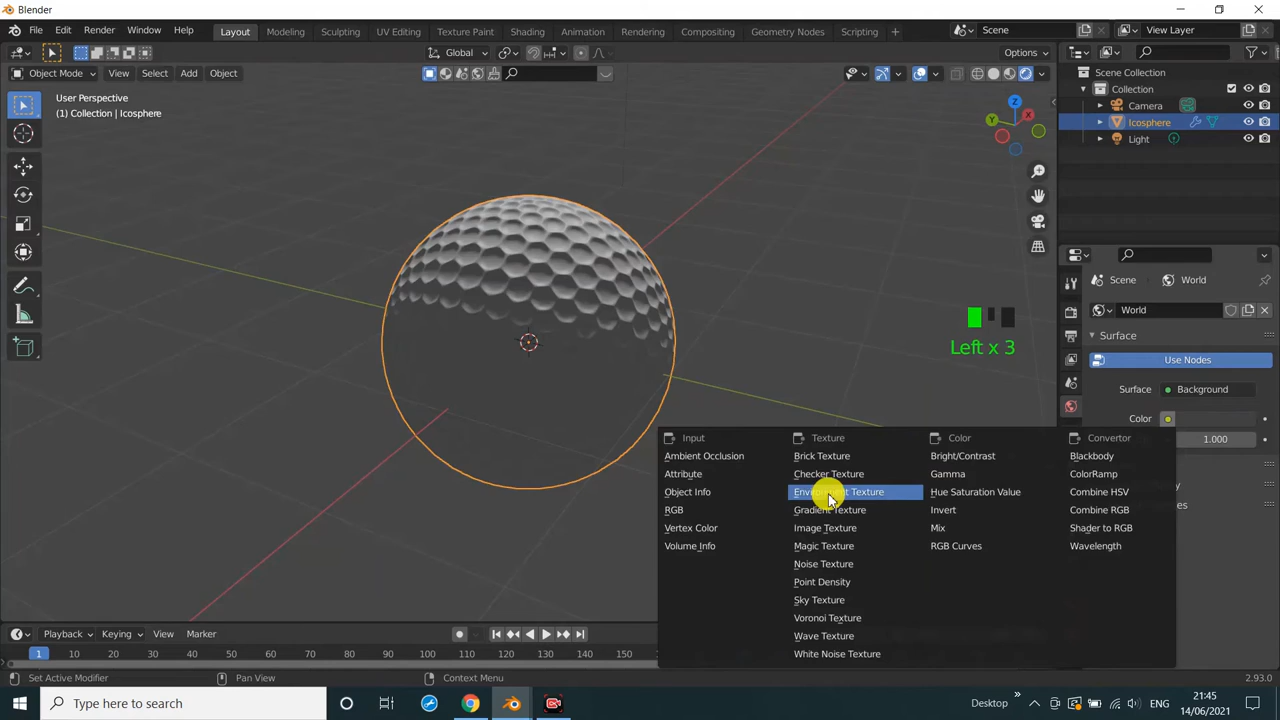 Blender
File Edit Render Window Help Layout Modeling Sculpting UV Editing Texture Paint Shading Animation Rendering Compositing Geometry Nodes Scripting + Scene View Layer
Global Options
Object Mode View Select Add Object
User Perspective
(1) Collection | Icosphere
Z
Y
X
Scene Collection
Collection
Camera
Icosphere
Light
Scene World
World
Surface
Use Nodes
Surface Background
Color
1.000
Left x 3
Input Texture Color Convertor
Ambient Occlusion Brick Texture Bright/Contrast Blackbody
Attribute Checker Texture Gamma ColorRamp
Object Info Environment Texture Hue Saturation Value Combine HSV
RGB Gradient Texture Invert Combine RGB
Vertex Color Image Texture Mix Shader to RGB
Volume Info Magic Texture RGB Curves Wavelength
Noise Texture
Point Density
Sky Texture
Voronoi Texture
Wave Texture
White Noise Texture
Playback Keying View Marker
1 10 20 30 40 50 60 70 80 90 100 110 120 130 140 150
Set Active Modifier Pan View Context Menu 2.93.0
Type here to search Desktop ENG 21:45
14/06/2021